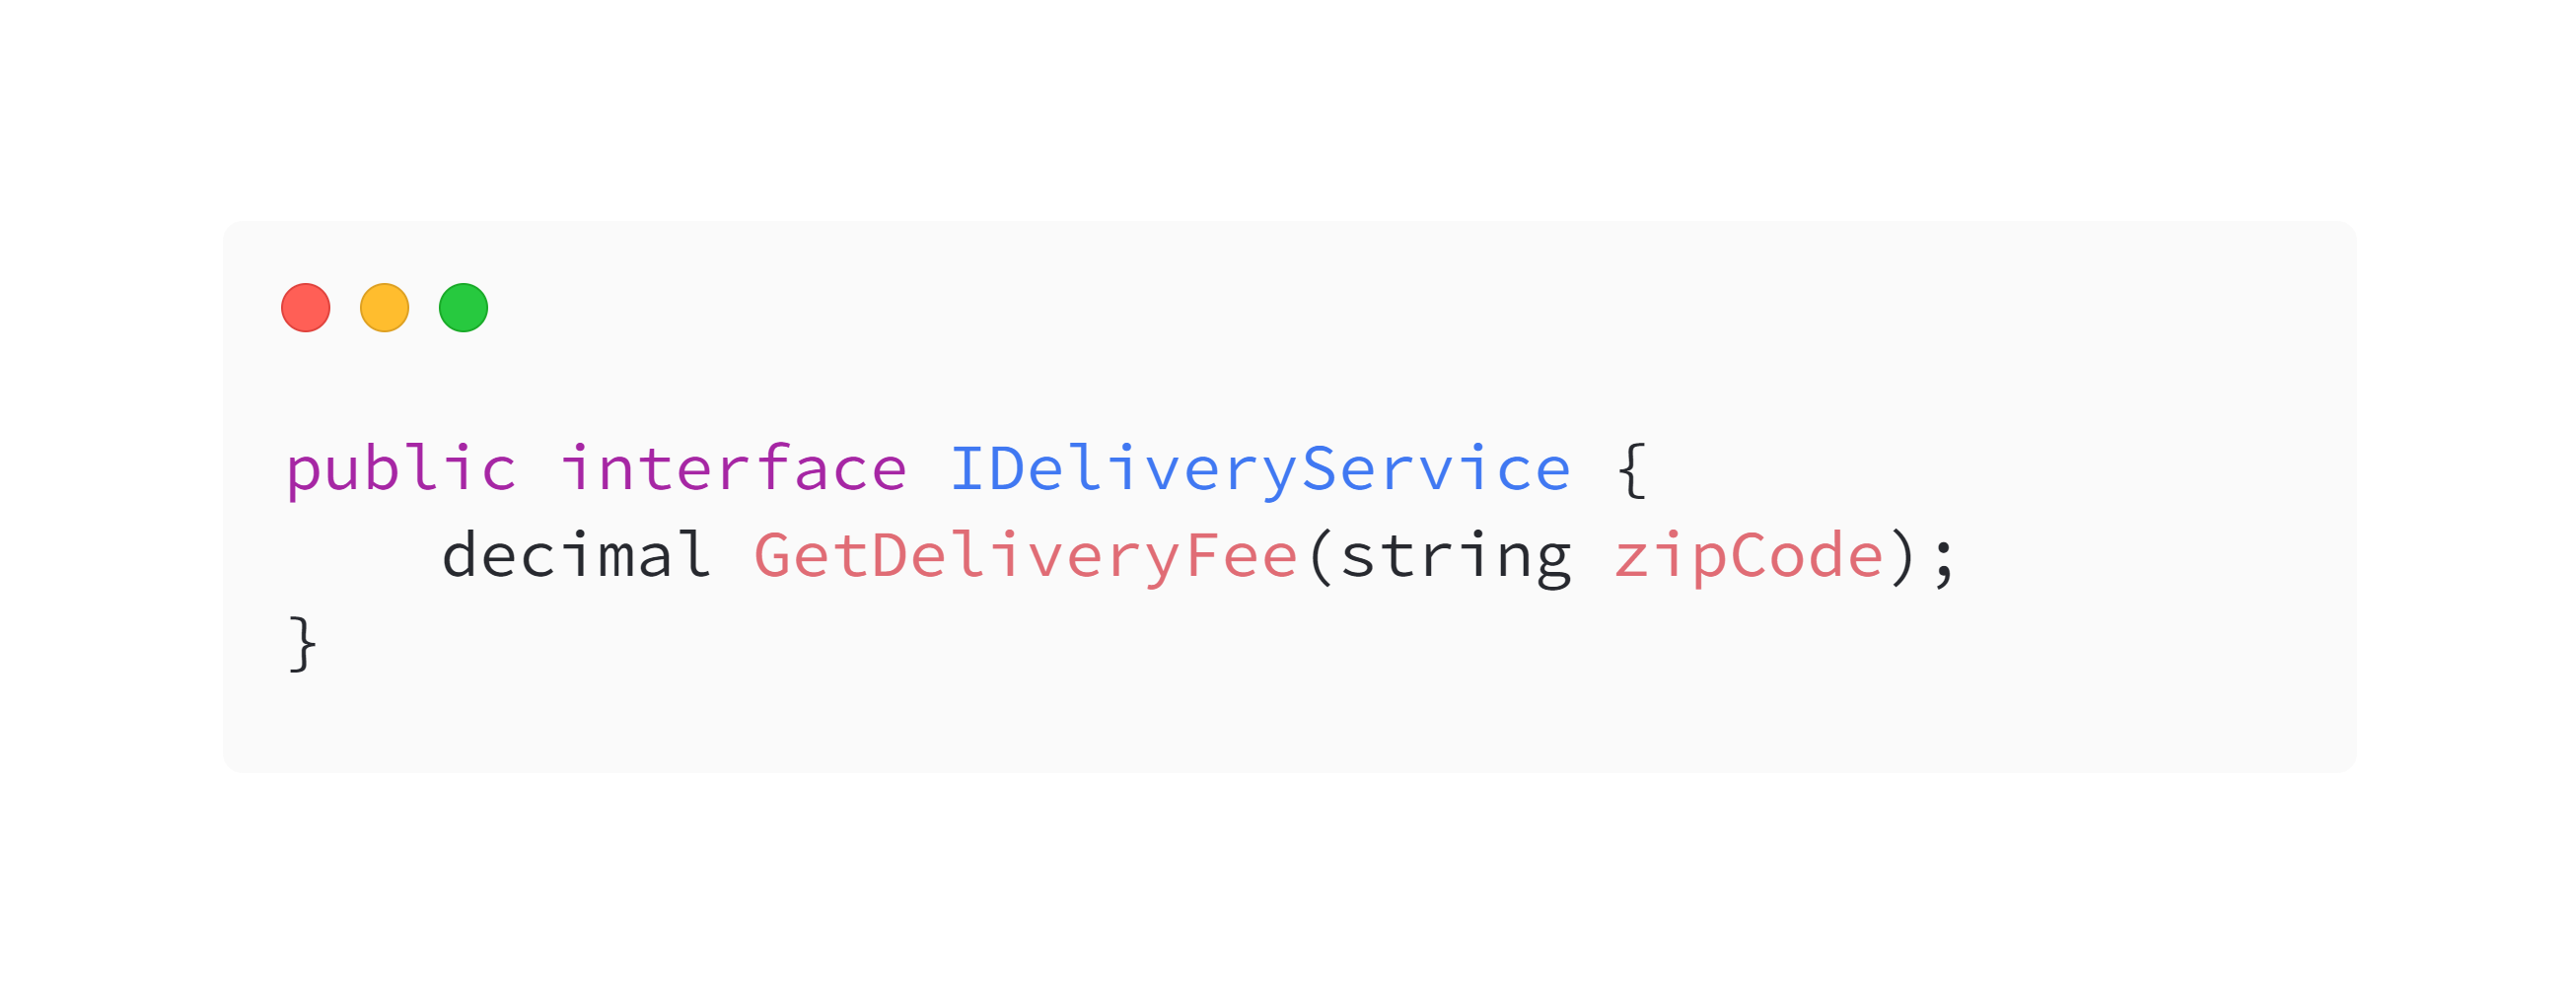 public interface IDeliveryService {
    decimal GetDeliveryFee(string zipCode);
}